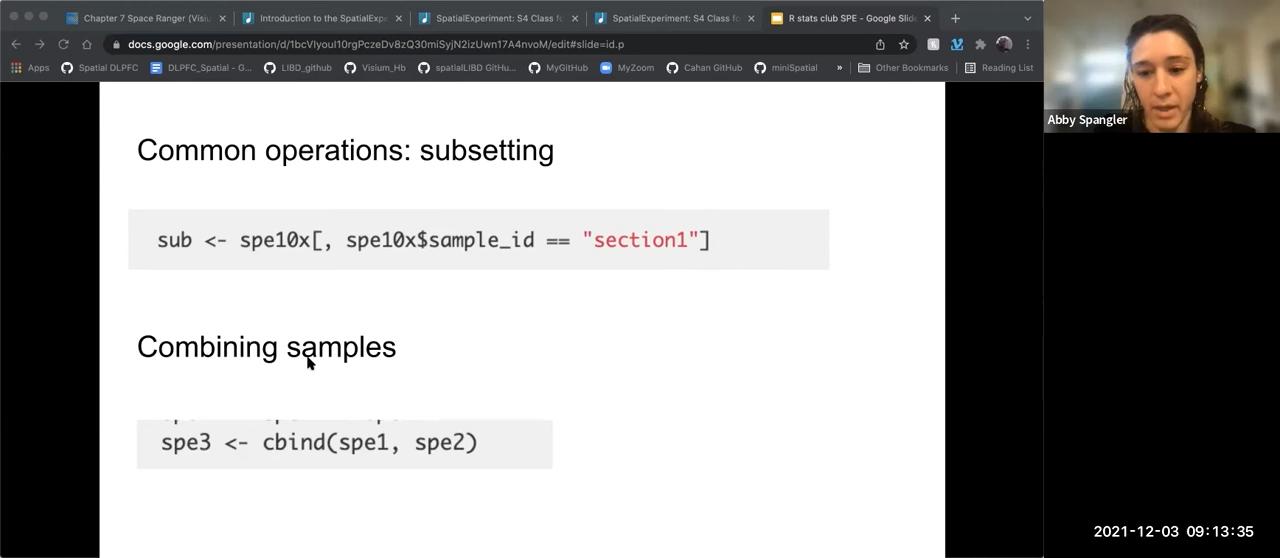 Chapter 7 Space Ranger (Visiu
Introduction to the SpatialExpe
SpatialExperiment: S4 Class fo
SpatialExperiment: S4 Class fo
R stats club SPE - Google Slide
docs.google.com/presentation/d/1bcVIyouI10rgPczeDv8zQ30miSyjN2izUwn17A4nvoM/edit#slide=id.p
Apps
Spatial DLPFC
DLPFC_Spatial - G...
LIBD_github
Visium_Hb
spatialLIBD GitHu...
MyGitHub
MyZoom
Cahan GitHub
miniSpatial
»
Other Bookmarks
Reading List
Abby Spangler
Common operations: subsetting
sub <- spe10x[, spe10x$sample_id == "section1"]
Combining samples
spe3 <- cbind(spe1, spe2)
2021-12-03 09:13:35